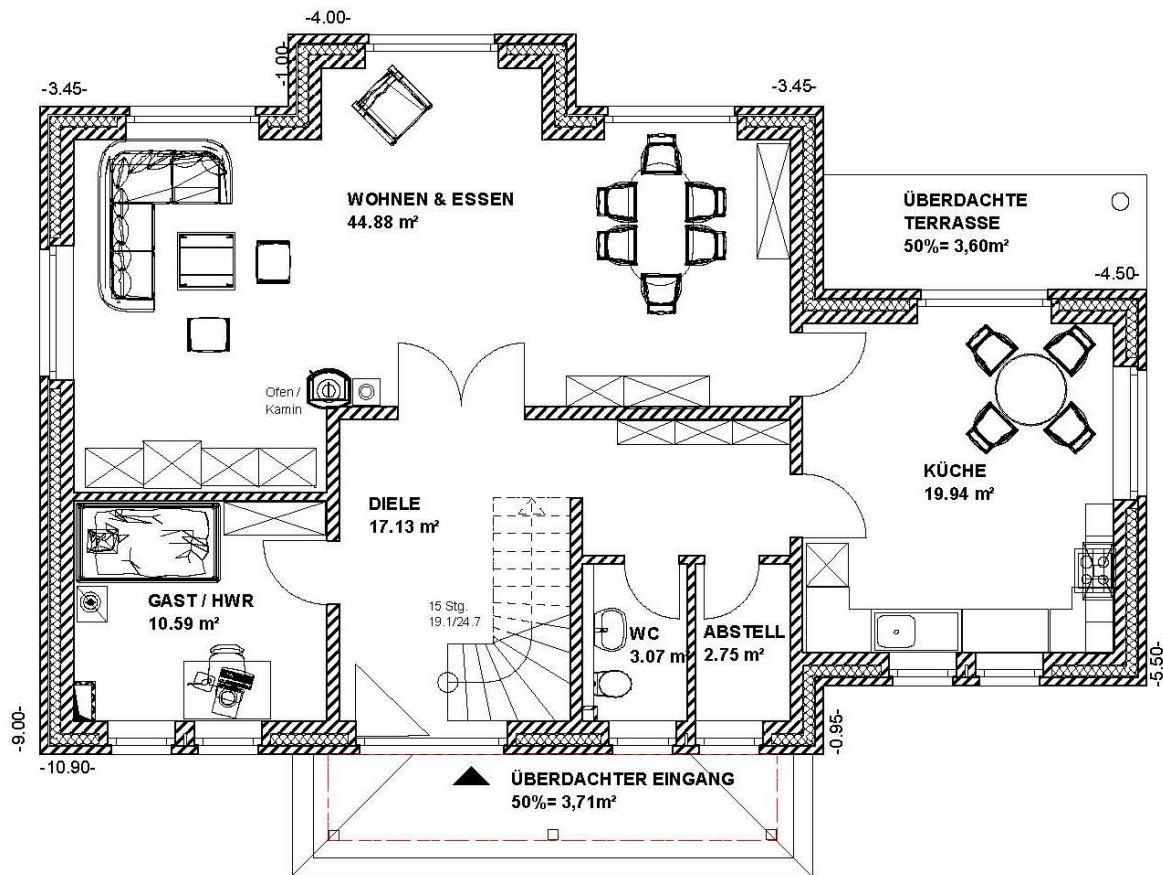 -4.00-
-1.00-
-3.45-
-3.45-
WOHNEN & ESSEN
44.88 m²
ÜBERDACHTE
TERRASSE
50%= 3,60m²
-4.50-
Ofen /
Kamin
KÜCHE
19.94 m²
DIELE
17.13 m²
GAST / HWR
10.59 m²
15 Stg.
19.1/24.7
WC
3.07 m²
ABSTELL
2.75 m²
-5.50-
-9.00-
-0.95-
-10.90-
ÜBERDACHTER EINGANG
50%= 3,71m²